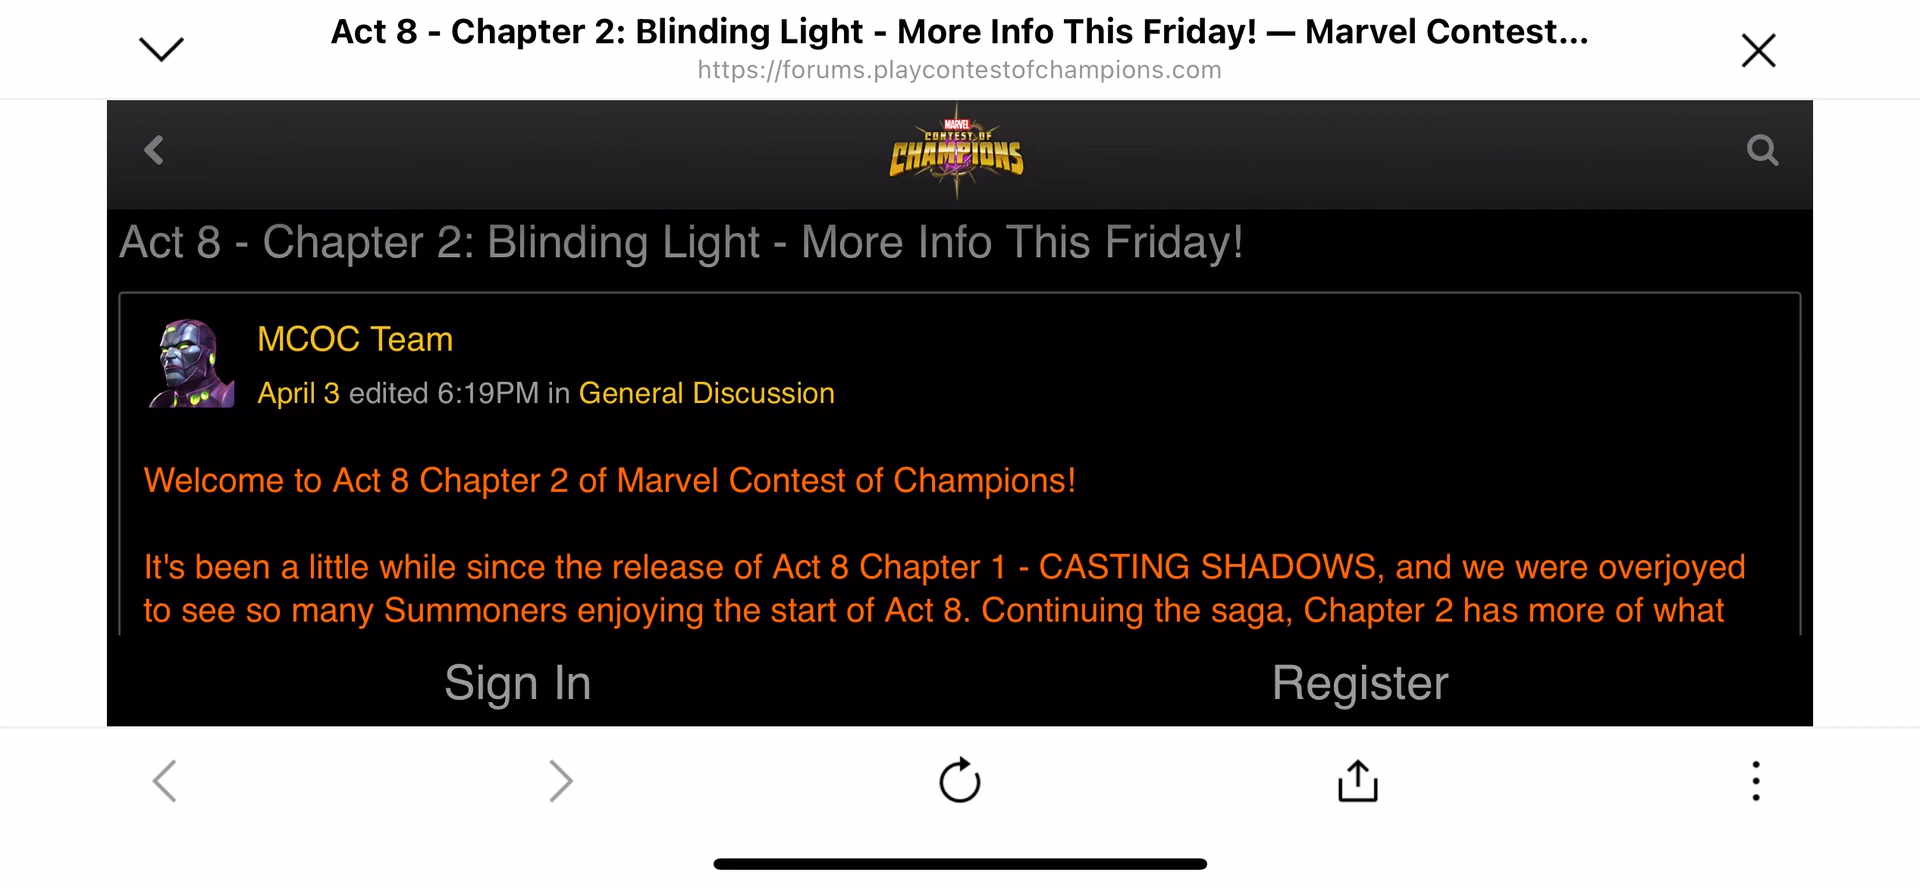 Act 8 - Chapter 2: Blinding Light - More Info This Friday! — Marvel Contest...
https://forums.playcontestofchampions.com
MARVEL
CONTEST OF
CHAMPIONS
Act 8 - Chapter 2: Blinding Light - More Info This Friday!
MCOC Team
April 3 edited 6:19PM in General Discussion
Welcome to Act 8 Chapter 2 of Marvel Contest of Champions!
It's been a little while since the release of Act 8 Chapter 1 - CASTING SHADOWS, and we were overjoyed
to see so many Summoners enjoying the start of Act 8. Continuing the saga, Chapter 2 has more of what
Sign In
Register